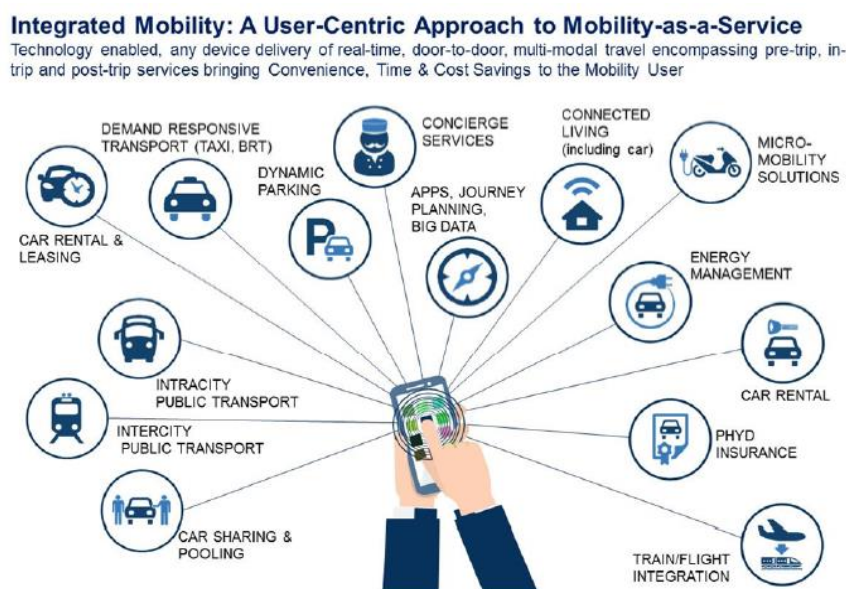 Integrated Mobility: A User-Centric Approach to Mobility-as-a-Service
Technology enabled, any device delivery of real-time, door-to-door, multi-modal travel encompassing pre-trip, in-
trip and post-trip services bringing Convenience, Time & Cost Savings to the Mobility User
CAR RENTAL &
LEASING
DEMAND RESPONSIVE
TRANSPORT (TAXI, BRT)
DYNAMIC
PARKING
P
CONCIERGE
SERVICES
APPS, JOURNEY
PLANNING,
BIG DATA
CONNECTED
LIVING
(including car)
MICRO-
MOBILITY
SOLUTIONS
ENERGY
MANAGEMENT
CAR RENTAL
INTRACITY
PUBLIC TRANSPORT
INTERCITY
PUBLIC TRANSPORT
PHYD
INSURANCE
CAR SHARING &
POOLING
TRAIN/FLIGHT
INTEGRATION